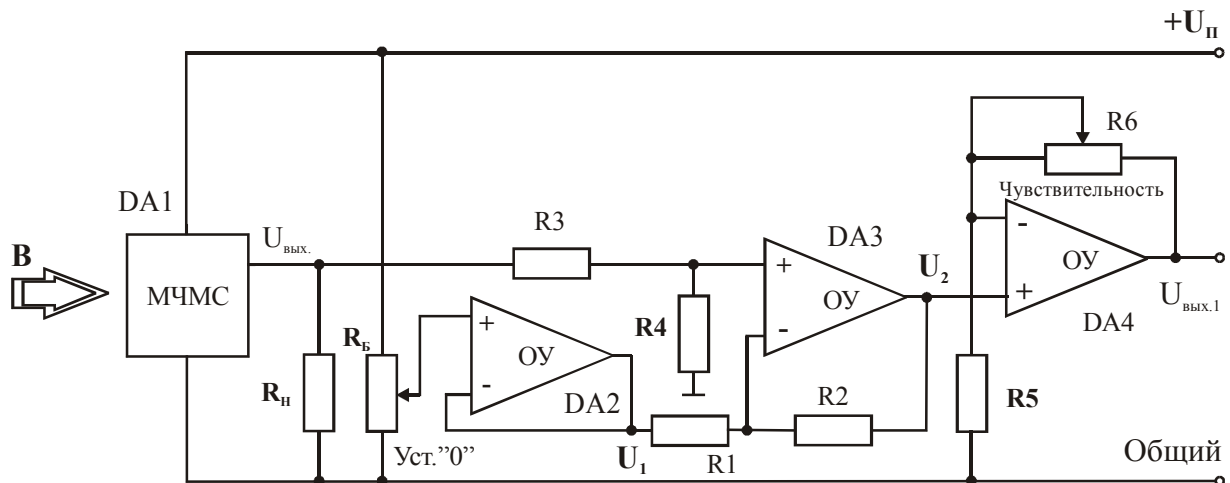 +Uп
R6
DA1
Чувствительность
Uвых.
R3
DA3
B
МЧМС
+
-
ОУ
U2
-
+
ОУ
Uвых.1
DA4
RБ
+
-
ОУ
R4
RН
DA2
R2
R5
Уст."0"
U1
R1
Общий